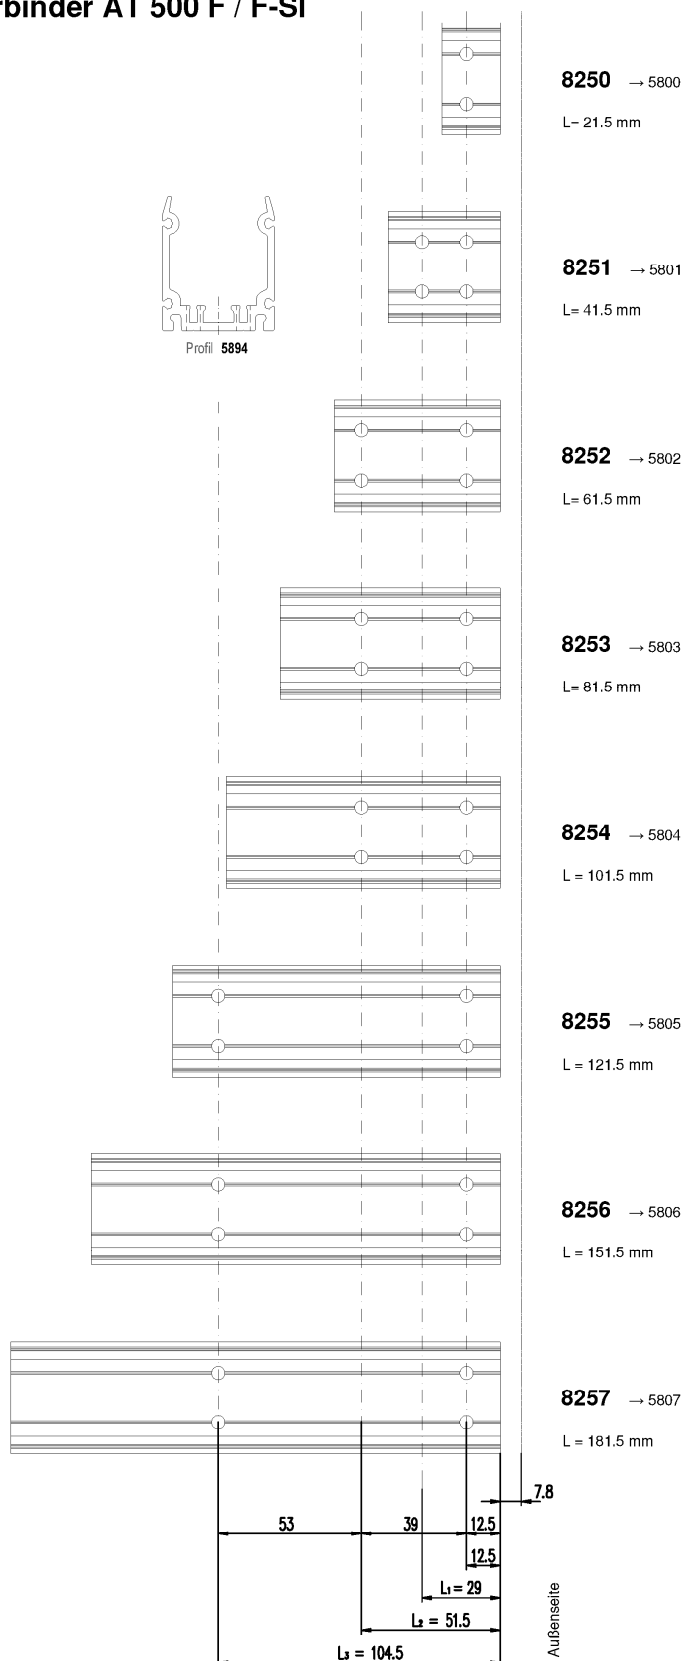 rbinder AT 500 F / F-SI
8250 → 5800
L= 21.5 mm
8251 → 5801
L= 41.5 mm
Profil 5894
8252 → 5802
L= 61.5 mm
8253 → 5803
L= 81.5 mm
8254 → 5804
L = 101.5 mm
8255 → 5805
L = 121.5 mm
8256 → 5806
L = 151.5 mm
8257 → 5807
L = 181.5 mm
7.8
53 39 12.5
12.5
L₁ = 29
L₂ = 51.5
L₃ = 104.5
Außenseite